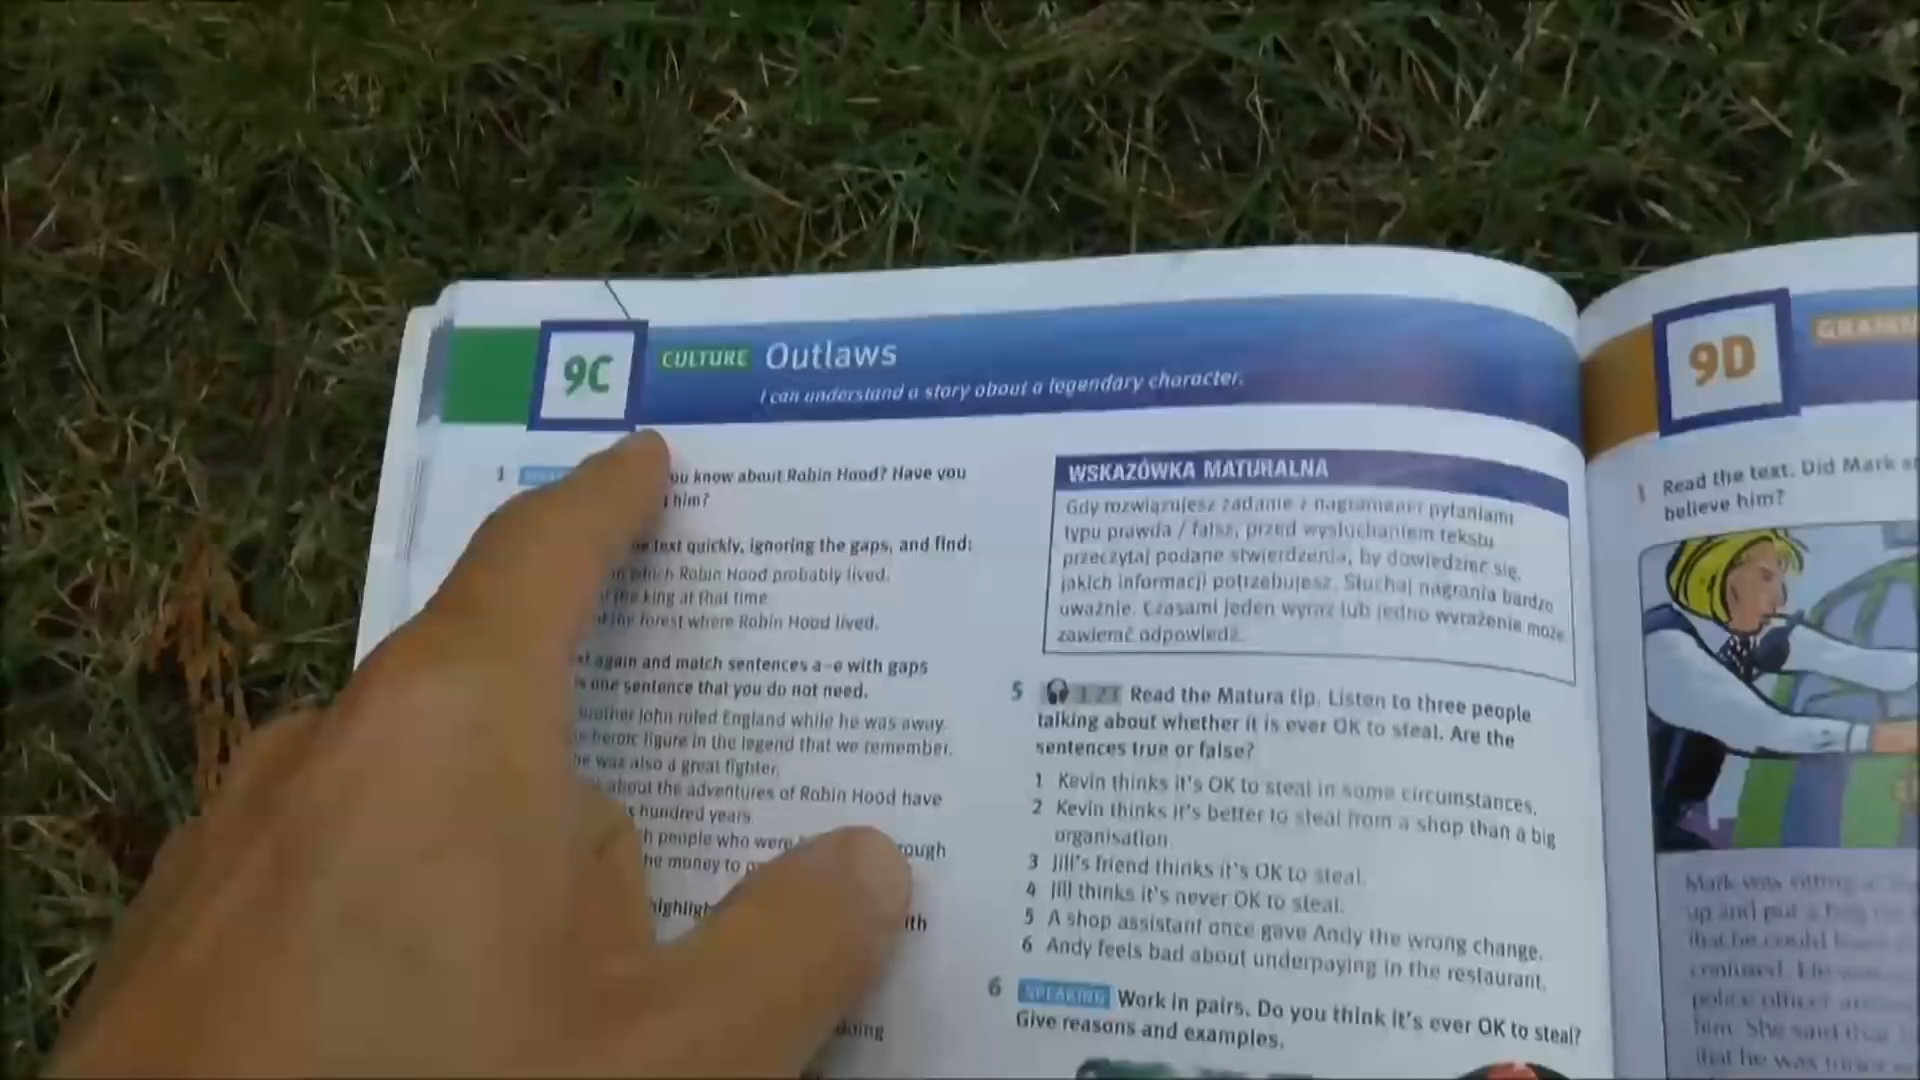 9C CULTURE Outlaws
I can understand a story about a legendary character.
1
you know about Robin Hood? Have you
him?
text quickly, ignoring the gaps, and find:
in which Robin Hood probably lived.
the king at that time
the forest where Robin Hood lived.
again and match sentences a–e with gaps
one sentence that you do not need.
brother John ruled England while he was away.
heroic figure in the legend that we remember.
he was also a great fighter.
about the adventures of Robin Hood have
hundred years
people who were
he money to
doing
WSKAZÓWKA MATURALNA
Gdy rozwiązujesz zadanie z nagraniem i pytaniami
typu prawda / fałsz, przed wysłuchaniem tekstu
przeczytaj podane stwierdzenia, by dowiedzieć się,
jakich informacji potrzebujesz. Słuchaj nagrania bardzo
uważnie. Czasami jeden wyraz lub jedno wyrażenie może
zawierać odpowiedź.
5 Read the Matura tip. Listen to three people
talking about whether it is ever OK to steal. Are the
sentences true or false?
1 Kevin thinks it's OK to steal in some circumstances.
2 Kevin thinks it's better to steal from a shop than a big
organisation.
3 Jill's friend thinks it's OK to steal.
4 Jill thinks it's never OK to steal.
5 A shop assistant once gave Andy the wrong change.
6 Andy feels bad about underpaying in the restaurant.
6 SPEAKING Work in pairs. Do you think it's ever OK to steal?
Give reasons and examples.
9D
1 Read the text. Did Mark
believe him?
Mark was sitting
up and put a bag
that he could have
confused. He was
police officer
him. She said that
that he was